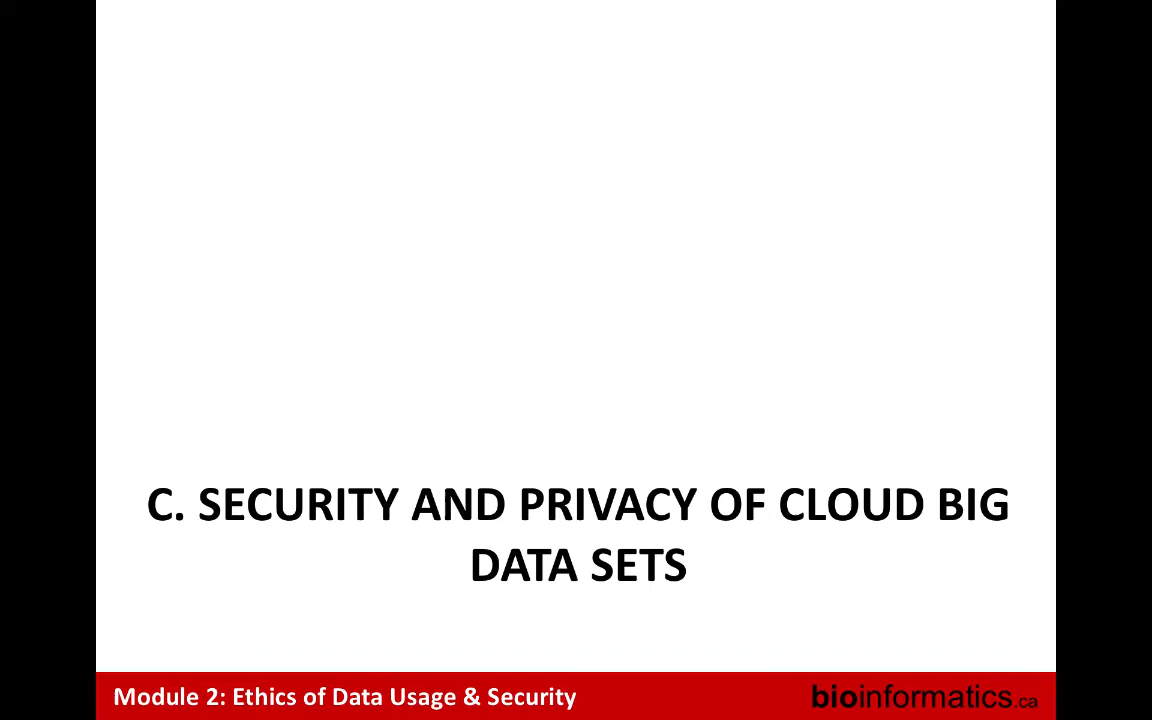 C. SECURITY AND PRIVACY OF CLOUD BIG
DATA SETS
Module 2: Ethics of Data Usage & Security
bioinformatics.ca